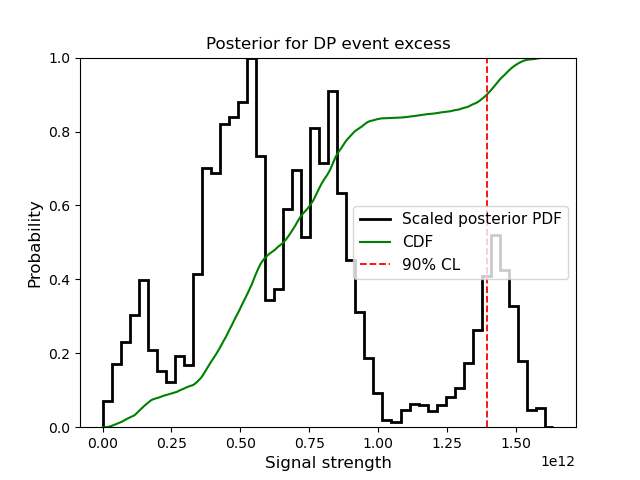 Posterior for DP event excess
Probability
1.0
0.8
0.6
0.4
0.2
0.0
Scaled posterior PDF
CDF
90% CL
0.00 0.25 0.50 0.75 1.00 1.25 1.50
1e12
Signal strength